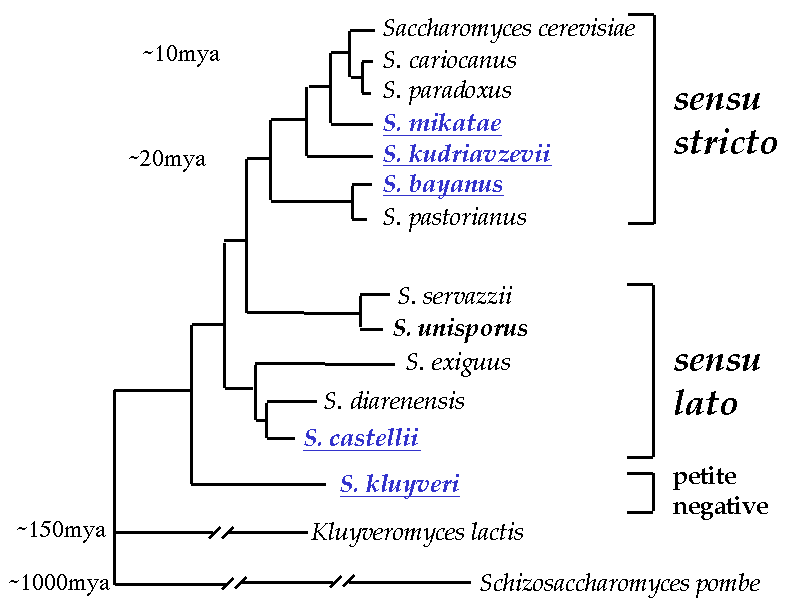 Saccharomyces cerevisiae
~10mya
S. cariocanus
S. paradoxus
sensu
stricto
S. mikatae
~20mya
S. kudriavzevii
S. bayanus
S. pastorianus
S. servazzii
S. unisporus
S. exiguus
sensu
lato
S. diarenensis
S. castellii
S. kluyveri
petite
negative
~150mya
Kluyveromyces lactis
~1000mya
Schizosaccharomyces pombe